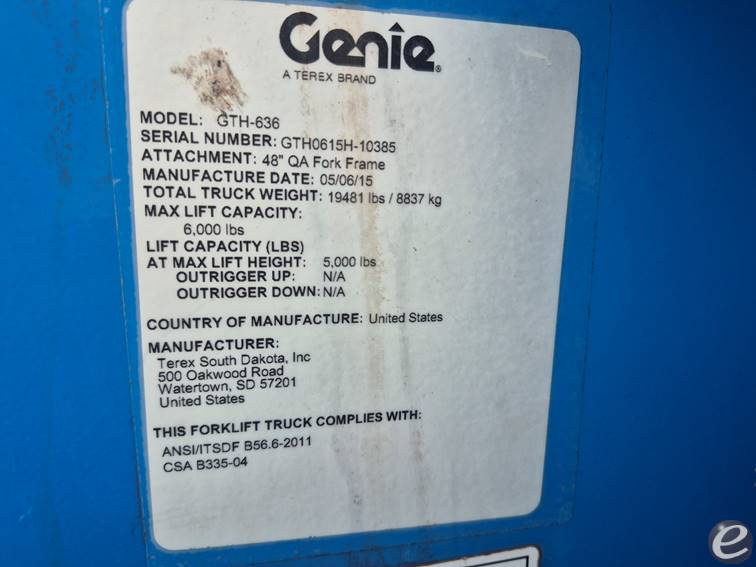 Genie®
A TEREX BRAND
MODEL: GTH-636
SERIAL NUMBER: GTH0615H-10385
ATTACHMENT: 48" QA Fork Frame
MANUFACTURE DATE: 05/06/15
TOTAL TRUCK WEIGHT: 19481 lbs / 8837 kg
MAX LIFT CAPACITY:
6,000 lbs
LIFT CAPACITY (LBS)
AT MAX LIFT HEIGHT: 5,000 lbs
OUTRIGGER UP: N/A
OUTRIGGER DOWN: N/A
COUNTRY OF MANUFACTURE: United States
MANUFACTURER:
Terex South Dakota, Inc
500 Oakwood Road
Watertown, SD 57201
United States
THIS FORKLIFT TRUCK COMPLIES WITH:
ANSI/ITSDF B56.6-2011
CSA B335-04
e